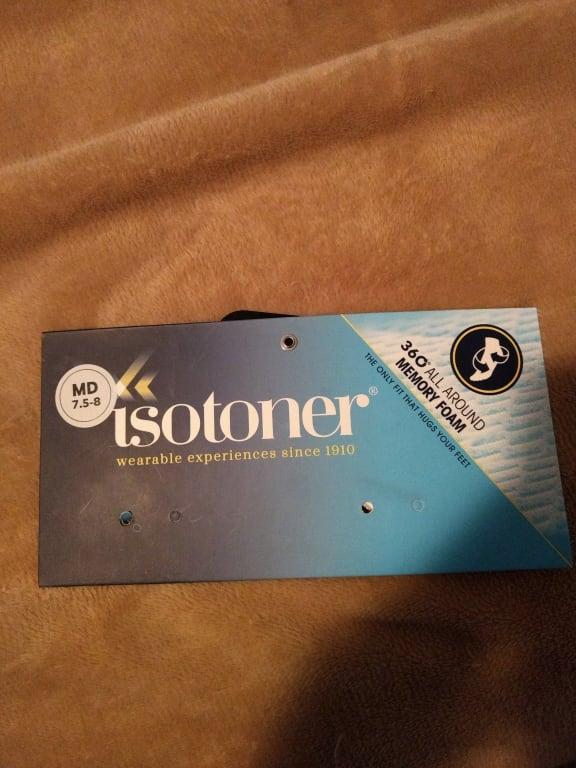 MD
7.5-8
isotoner®
wearable experiences since 1910
360° ALL AROUND
MEMORY FOAM
THE ONLY FIT THAT HUGS YOUR FEET